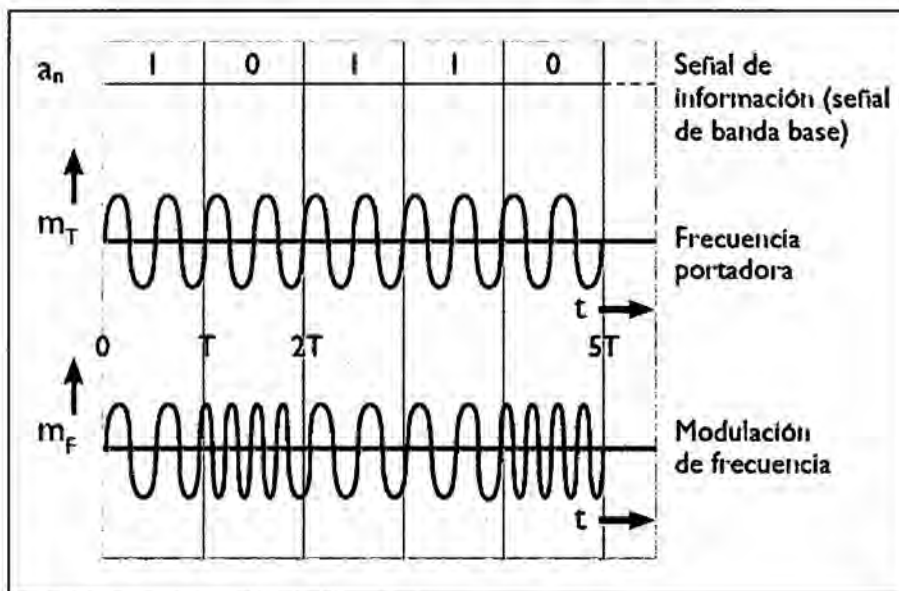 aₙ
1 0 1 1 0
Señal de
información (señal
de banda base)
m_T
Frecuencia
portadora
t
0 T 2T 5T
m_F
Modulación
de frecuencia
t